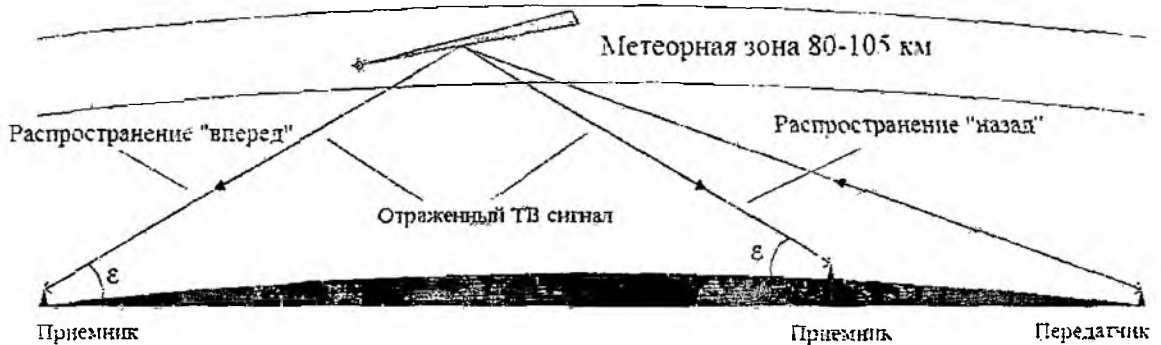 Метеорная зона 80-105 км
Распространение "вперед"
Распространение "назад"
Отраженный ТВ сигнал
ε
ε
Приемник
Приемник
Передатчик